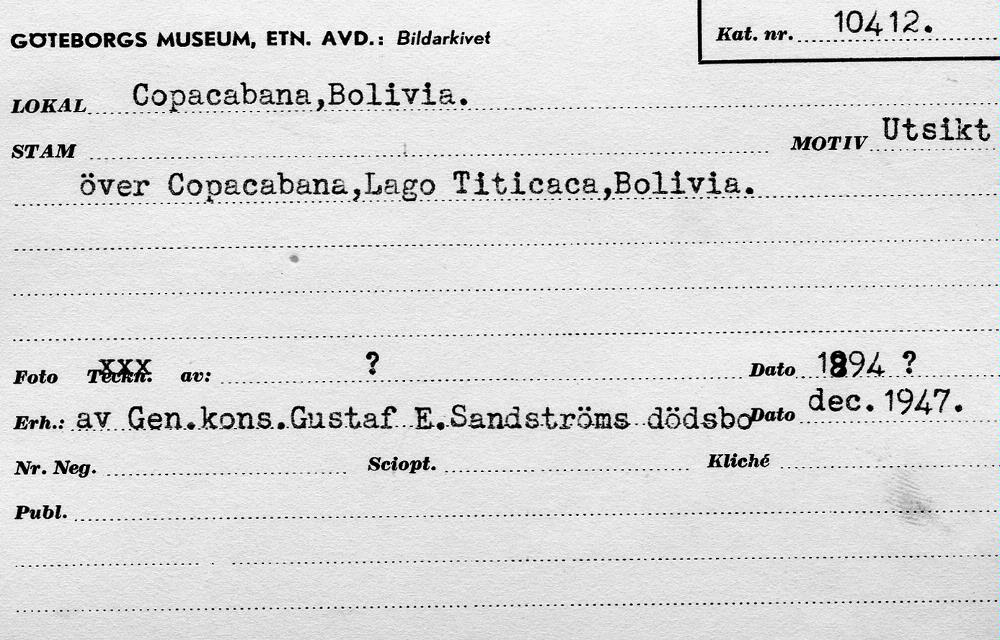 GÖTEBORGS MUSEUM, ETN. AVD.: Bildarkivet
Kat. nr. 10412.
LOKAL Copacabana,Bolivia.
STAM MOTIV Utsikt
över Copacabana,Lago Titicaca,Bolivia.
Foto Teckn. av: ? Dato 1894 ?
Erh.: av Gen.kons.Gustaf E.Sandströms dödsbo Dato dec. 1947.
Nr. Neg. Sciopt. Kliché
Publ.